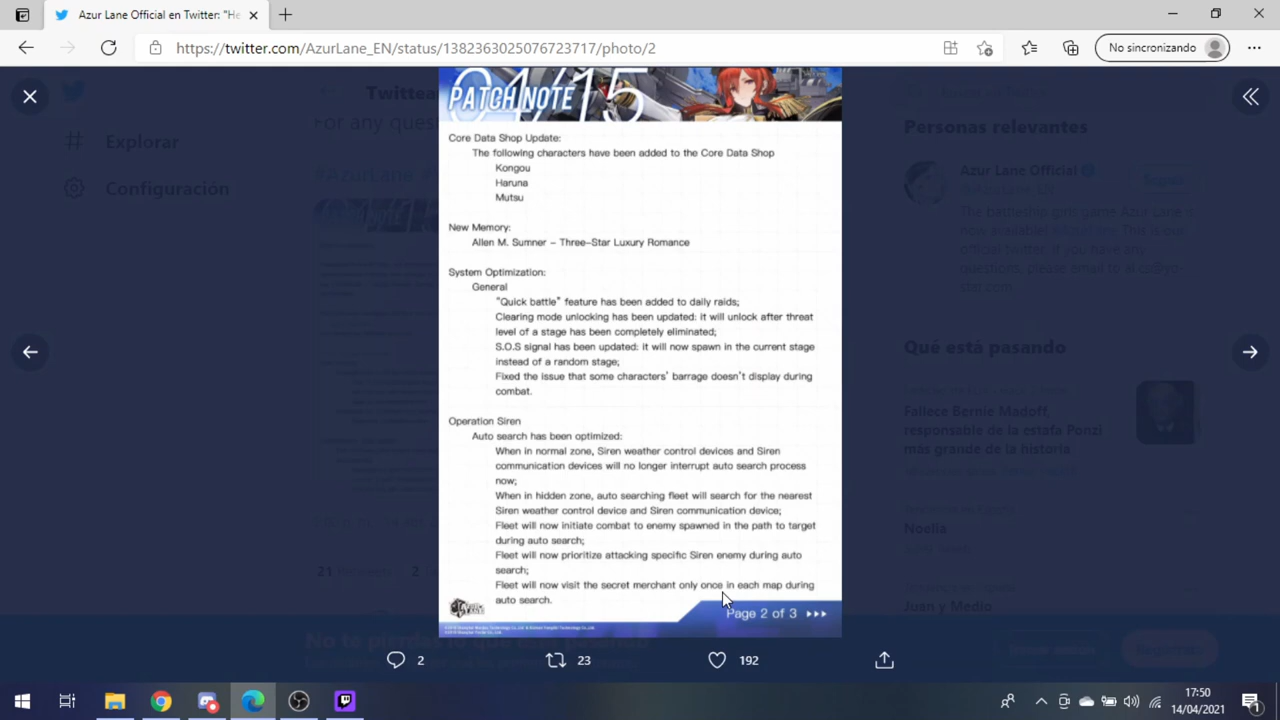 Azur Lane Official en Twitter: "He
https://twitter.com/AzurLane_EN/status/1382363025076723717/photo/2
No sincronizando
04/15
PATCH NOTE
Core Data Shop Update:
The following characters have been added to the Core Data Shop
Kongou
Haruna
Mutsu
New Memory:
Allen M. Sumner - Three-Star Luxury Romance
System Optimization:
General
"Quick battle" feature has been added to daily raids;
Clearing mode unlocking has been updated: it will unlock after threat
level of a stage has been completely eliminated;
S.O.S signal has been updated: it will now spawn in the current stage
instead of a random stage;
Fixed the issue that some characters' barrage doesn't display during
combat.
Operation Siren
Auto search has been optimized:
When in normal zone, Siren weather control devices and Siren
communication devices will no longer interrupt auto search process
now;
When in hidden zone, auto searching fleet will search for the nearest
Siren weather control device and Siren communication device;
Fleet will now initiate combat to enemy spawned in the path to target
during auto search;
Fleet will now prioritize attacking specific Siren enemy during auto
search;
Fleet will now visit the secret merchant only once in each map during
auto search.
Page 2 of 3
Twittea
For any ques
Explorar
Configuración
Personas relevantes
Azur Lane Official
Qué está pasando
Fallece Bernie Madoff,
responsable de la estafa Ponzi
más grande de la historia
Noelia
Juan y Medio
2
23
192
17:50
14/04/2021